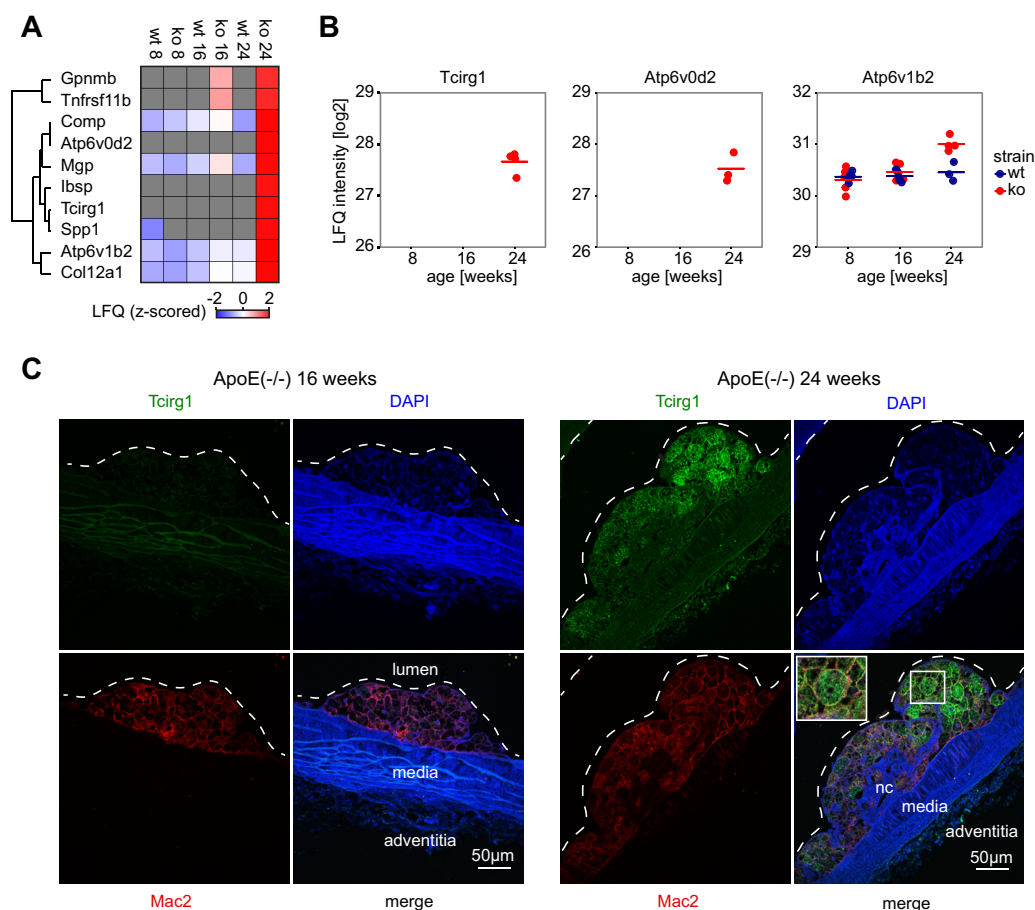 A
wt 8
ko 8
wt 16
ko 16
wt 24
ko 24
Gpnmb
Tnfrsf11b
Comp
Atp6v0d2
Mgp
Ibsp
Tcirg1
Spp1
Atp6v1b2
Col12a1
-2 0 2
LFQ (z-scored)
B
Tcirg1
Atp6v0d2
Atp6v1b2
LFQ intensity [log2]
29
28
27
26
8 16 24
age [weeks]
29
28
27
26
8 16 24
age [weeks]
32
31
30
29
8 16 24
age [weeks]
strain
wt
ko
C
ApoE(-/-) 16 weeks
Tcirg1
DAPI
lumen
media
adventitia
50µm
Mac2
merge
ApoE(-/-) 24 weeks
Tcirg1
DAPI
nc
media
adventitia
50µm
Mac2
merge